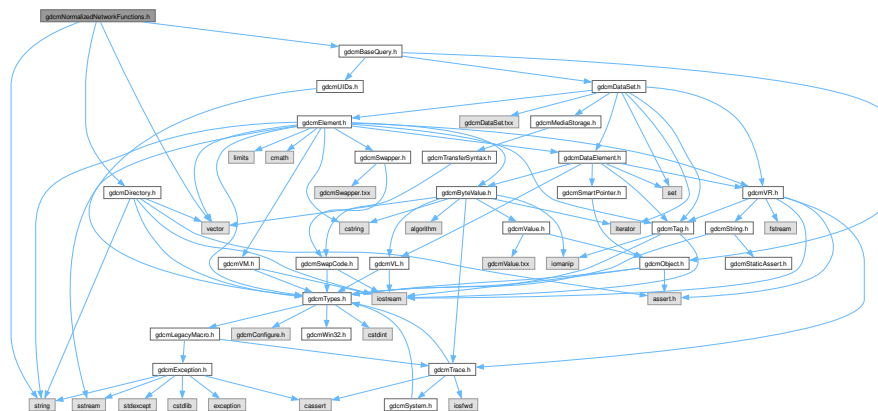 gdcmNormalizedNetworkFunctions.h
gdcmBaseQuery.h
gdcmUIDs.h
gdcmDataSet.h
gdcmElement.h
gdcmDataSet.txx
gdcmMediaStorage.h
limits
cmath
gdcmSwapper.h
gdcmTransferSyntax.h
gdcmDataElement.h
gdcmDirectory.h
gdcmSwapper.txx
gdcmByteValue.h
gdcmSmartPointer.h
set
gdcmVR.h
vector
cstring
algorithm
gdcmValue.h
iterator
gdcmTag.h
gdcmString.h
fstream
gdcmVM.h
gdcmSwapCode.h
gdcmVL.h
gdcmValue.txx
iomanip
gdcmObject.h
gdcmStaticAssert.h
gdcmTypes.h
iostream
assert.h
gdcmLegacyMacro.h
gdcmConfigure.h
gdcmWin32.h
cstdint
gdcmException.h
gdcmTrace.h
string
sstream
stdexcept
cstdlib
exception
cassert
gdcmSystem.h
iosfwd